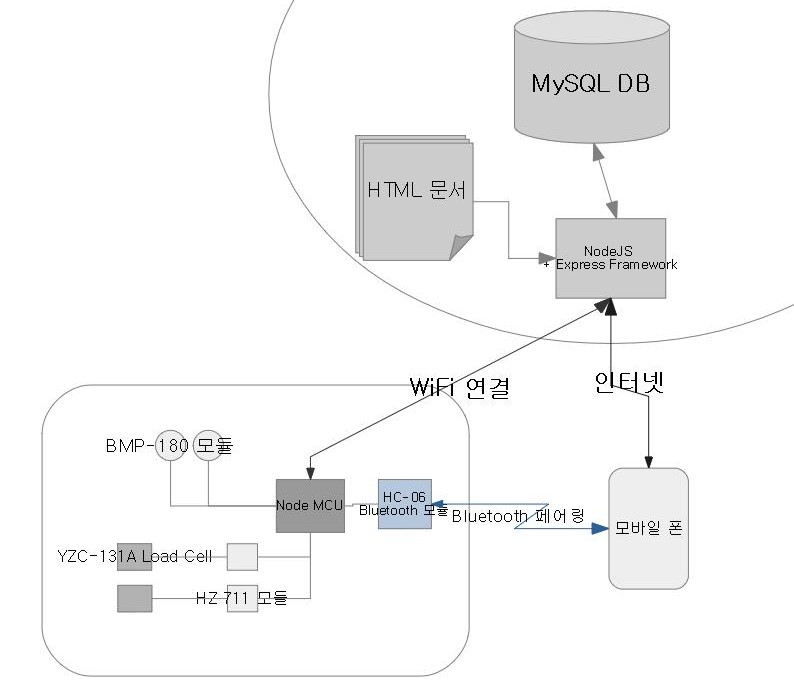 MySQL DB
HTML 문서
NodeJS
+ Express Framework
WiFi 연결
인터넷
BMP-180 모듈
Node MCU
HC-06
Bluetooth 모듈
Bluetooth 페어링
모바일 폰
YZC-131A Load Cell
HZ 711 모듈